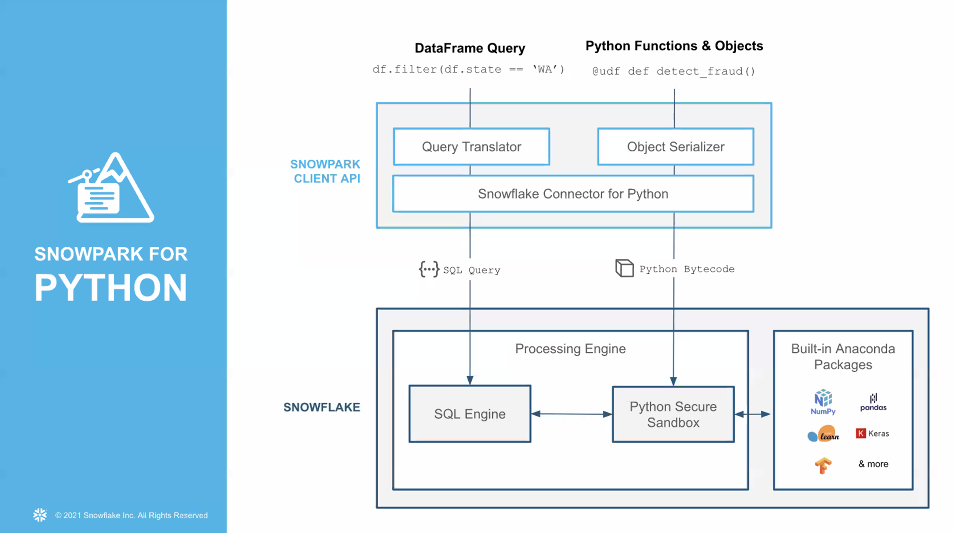 SNOWPARK FOR
PYTHON
© 2021 Snowflake Inc. All Rights Reserved
DataFrame Query
df.filter(df.state == ‘WA’)
Python Functions & Objects
@udf def detect_fraud()
SNOWPARK
CLIENT API
Query Translator
Object Serializer
Snowflake Connector for Python
{···} SQL Query
Python Bytecode
SNOWFLAKE
Processing Engine
SQL Engine
Python Secure
Sandbox
Built-in Anaconda
Packages
NumPy
pandas
learn
K Keras
& more